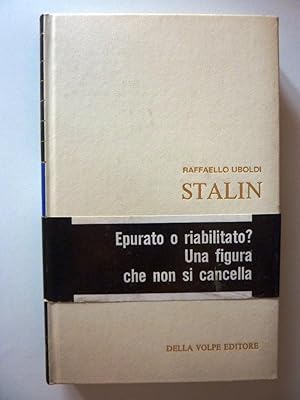 RAFFAELLO UBOLDI
STALIN
Epurato o riabilitato?
Una figura
che non si cancella
DELLA VOLPE EDITORE